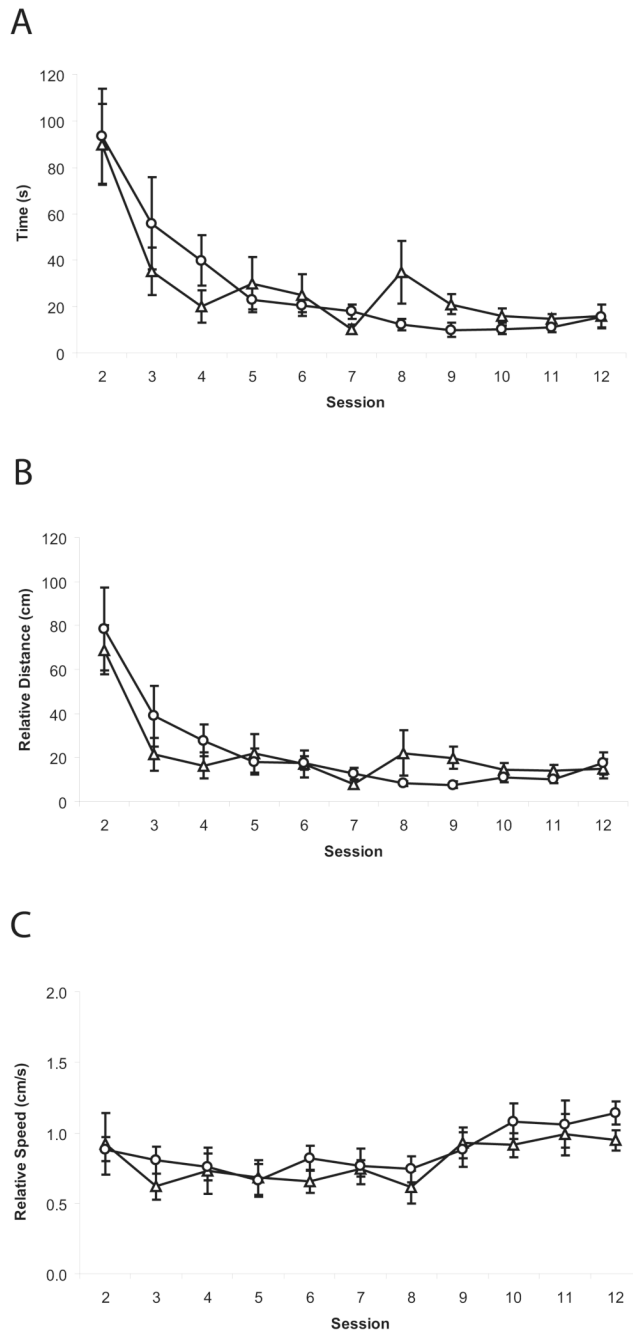 A
120
100
80
60
40
20
0
Time (s)
2 3 4 5 6 7 8 9 10 11 12
Session
B
120
100
80
60
40
20
0
Relative Distance (cm)
2 3 4 5 6 7 8 9 10 11 12
Session
C
2.0
1.5
1.0
0.5
0.0
Relative Speed (cm/s)
2 3 4 5 6 7 8 9 10 11 12
Session